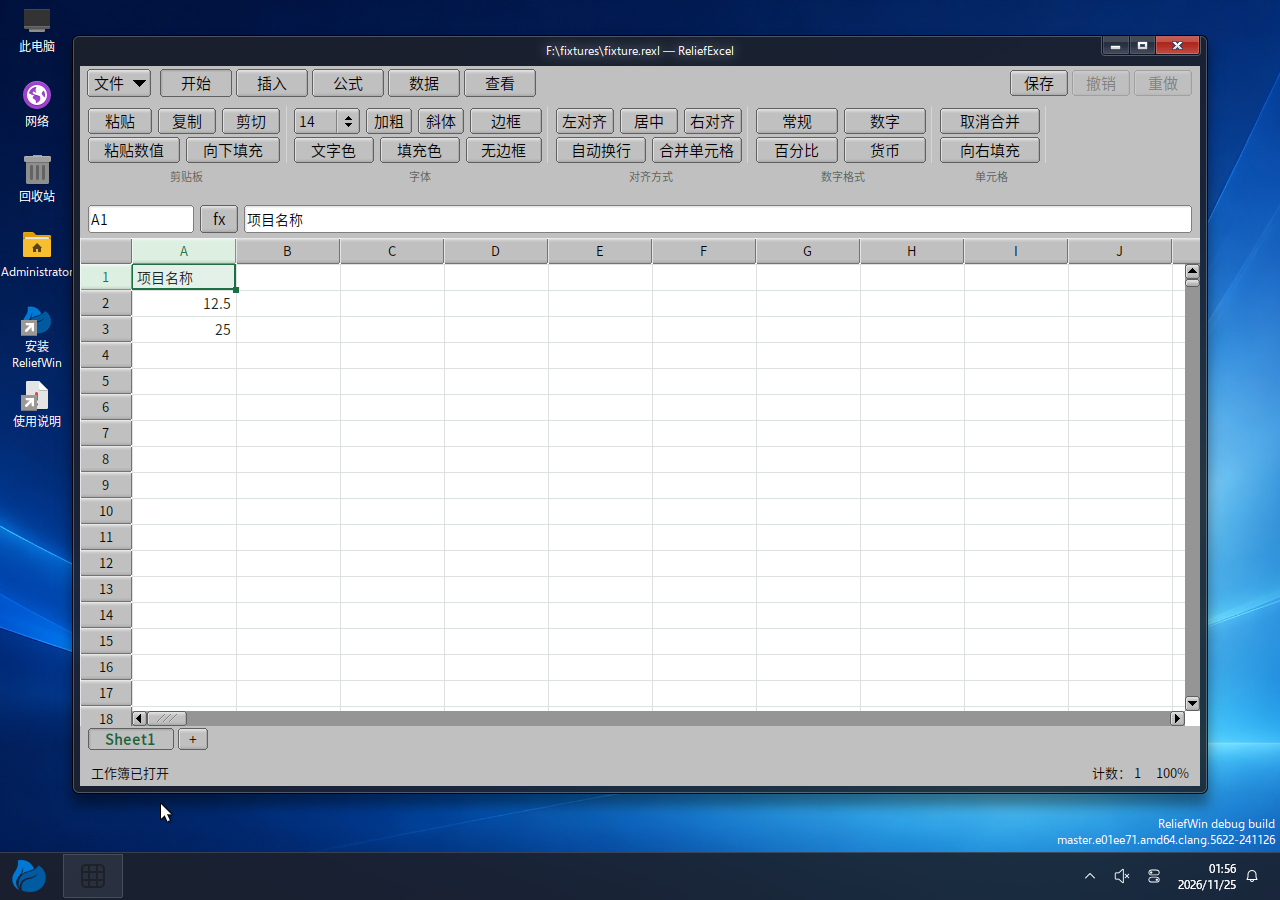 此电脑
网络
回收站
Administrator
安装
ReliefWin
使用说明
F:\fixtures\fixture.rexl — ReliefExcel
文件 开始 插入 公式 数据 查看 保存 撤销 重做
粘贴 复制 剪切 14 加粗 斜体 边框 左对齐 居中 右对齐 常规 数字 取消合并
粘贴数值 向下填充 文字色 填充色 无边框 自动换行 合并单元格 百分比 货币 向右填充
剪贴板 字体 对齐方式 数字格式 单元格
A1 fx 项目名称
A B C D E F G H I J
1 项目名称
2 12.5
3 25
4
5
6
7
8
9
10
11
12
13
14
15
16
17
18
Sheet1 +
工作簿已打开 计数： 1 100%
ReliefWin debug build
master.e01ee71.amd64.clang.5622-241126
01:56
2026/11/25